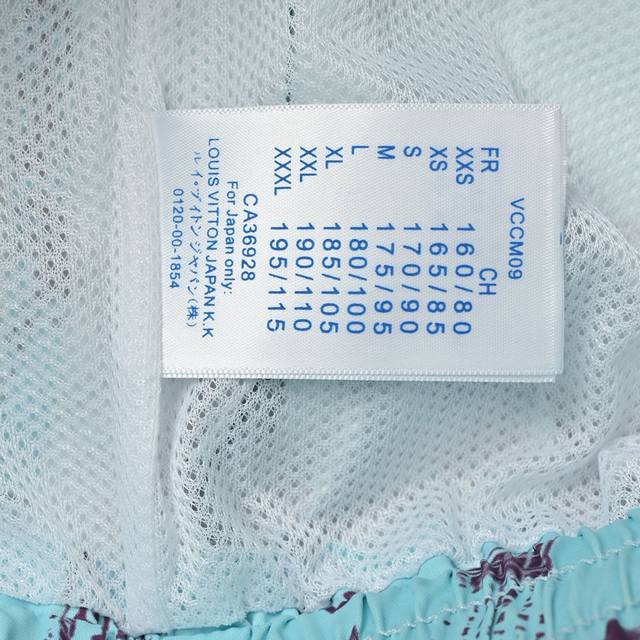 VCCM09
FR CH
XXS 160/80
XS 165/85
S 170/90
M 175/95
L 180/100
XL 185/105
XXL 190/110
XXXL 195/115
CA36928
For Japan only:
LOUIS VITTON JAPAN K.K
ルイ・ヴィトン・ジャパン(株)
0120-00-1854